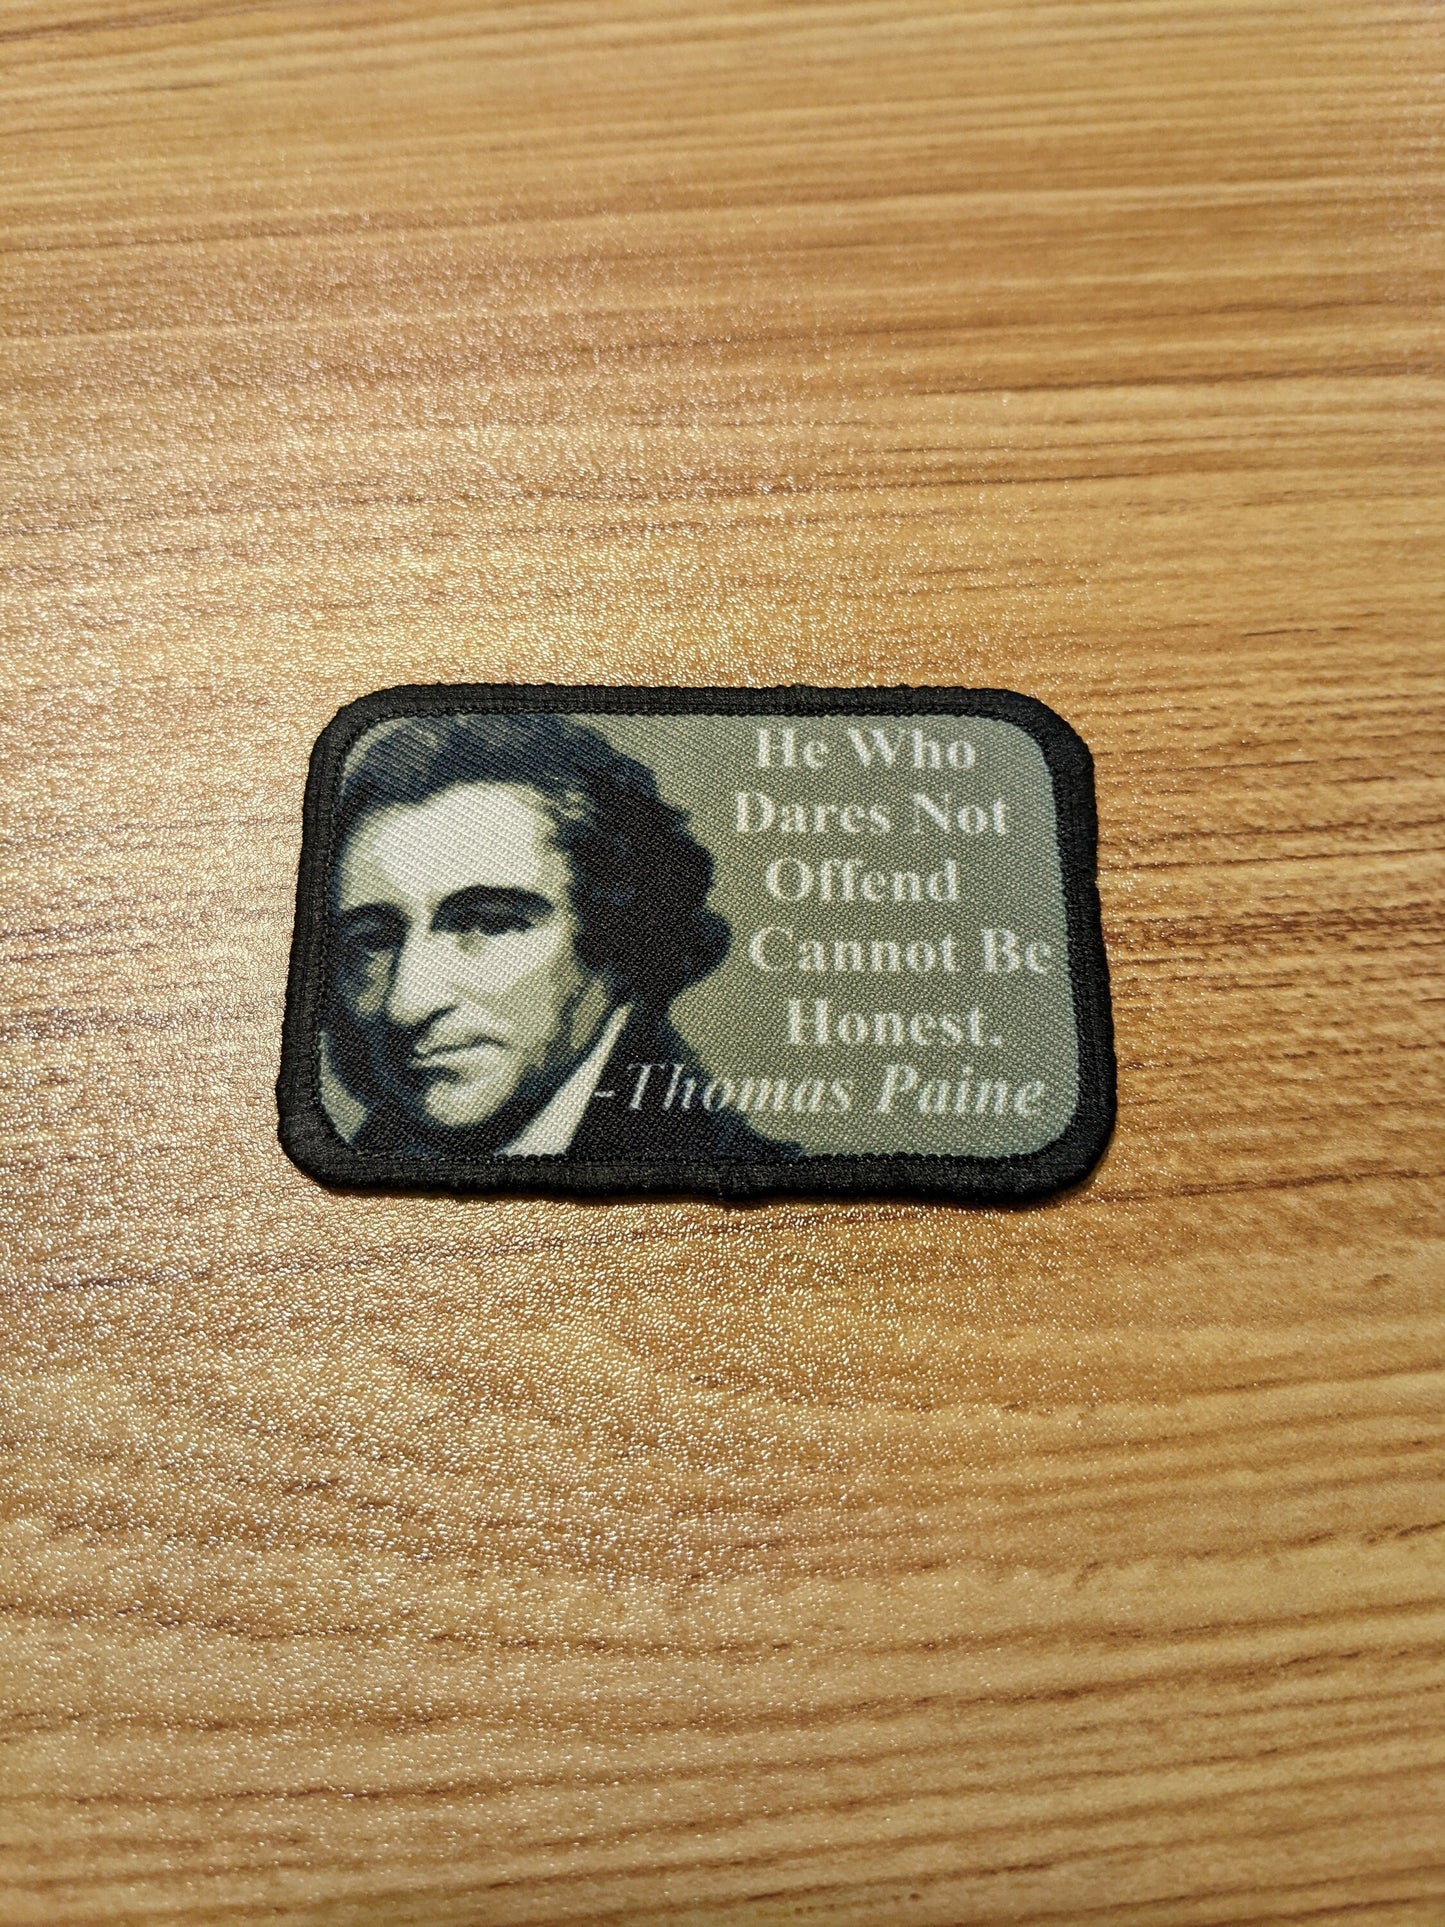 He Who
Dares Not
Offend
Cannot Be
Honest.
-Thomas Paine